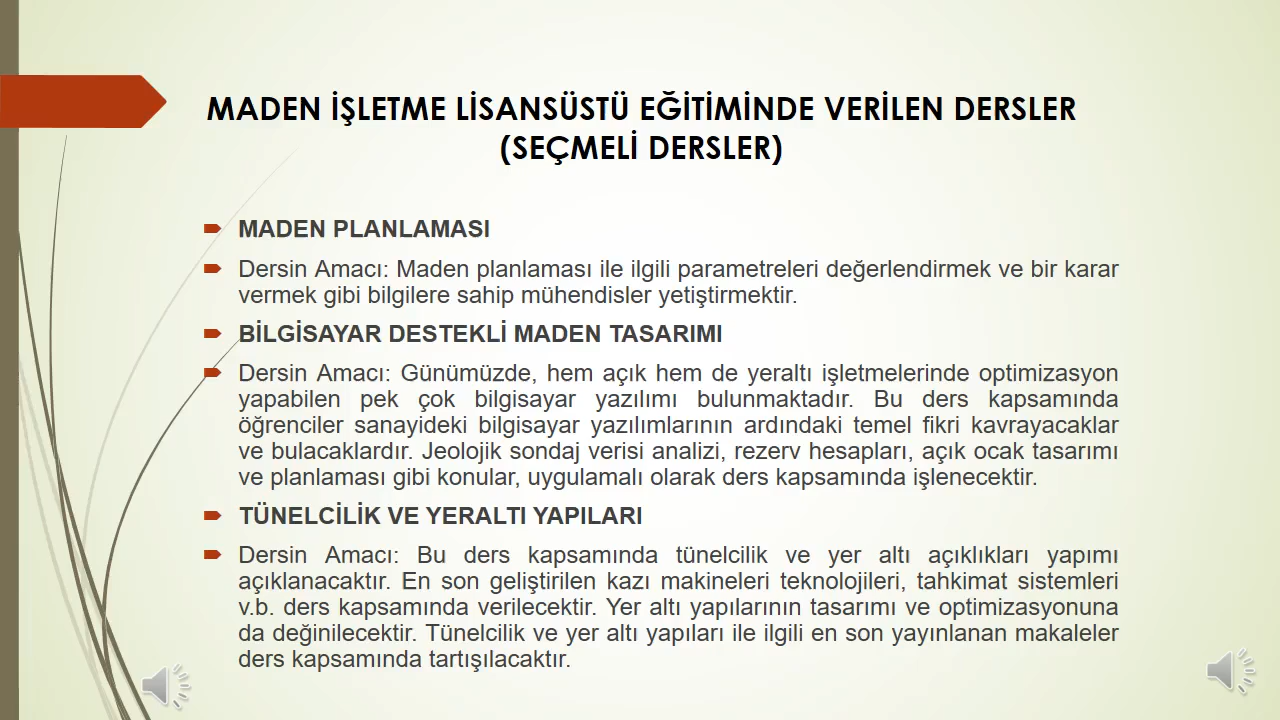 MADEN İŞLETME LİSANSÜSTÜ EĞİTİMİNDE VERİLEN DERSLER
(SEÇMELİ DERSLER)
MADEN PLANLAMASI
Dersin Amacı: Maden planlaması ile ilgili parametreleri değerlendirmek ve bir karar
vermek gibi bilgilere sahip mühendisler yetiştirmektir.
BİLGİSAYAR DESTEKLİ MADEN TASARIMI
Dersin Amacı: Günümüzde, hem açık hem de yeraltı işletmelerinde optimizasyon
yapabilen pek çok bilgisayar yazılımı bulunmaktadır. Bu ders kapsamında
öğrenciler sanayideki bilgisayar yazılımlarının ardındaki temel fikri kavrayacaklar
ve bulacaklardır. Jeolojik sondaj verisi analizi, rezerv hesapları, açık ocak tasarımı
ve planlaması gibi konular, uygulamalı olarak ders kapsamında işlenecektir.
TÜNELCİLİK VE YERALTI YAPILARI
Dersin Amacı: Bu ders kapsamında tünelcilik ve yer altı açıklıkları yapımı
açıklanacaktır. En son geliştirilen kazı makineleri teknolojileri, tahkimat sistemleri
v.b. ders kapsamında verilecektir. Yer altı yapılarının tasarımı ve optimizasyonuna
da değinilecektir. Tünelcilik ve yer altı yapıları ile ilgili en son yayınlanan makaleler
ders kapsamında tartışılacaktır.